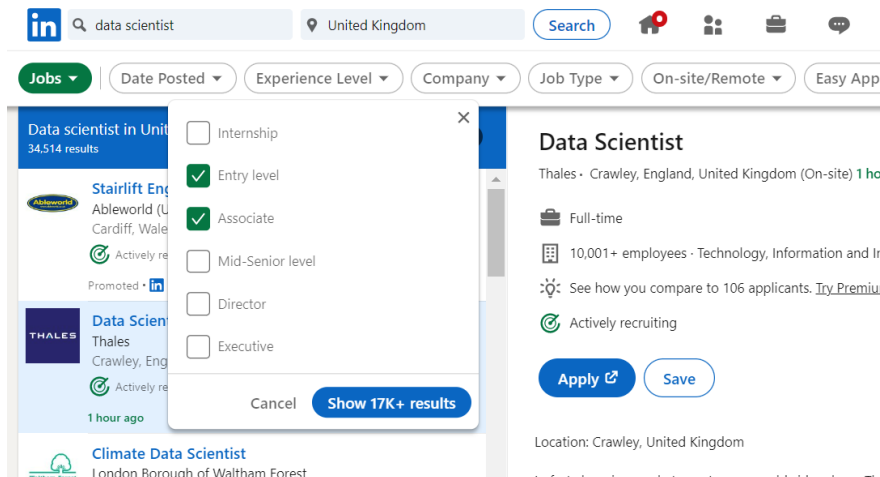 in
data scientist
United Kingdom
Search
Jobs
Date Posted
Experience Level
Company
Job Type
On-site/Remote
Easy App
Data scientist in Unit
34,514 results
Internship
Entry level
Associate
Mid-Senior level
Director
Executive
Cancel
Show 17K+ results
Ableworld
Stairlift Eng
Ableworld (U
Cardiff, Wale
Actively re
Promoted · in
THALES
Data Scien
Thales
Crawley, Eng
Actively re
1 hour ago
Climate Data Scientist
London Borough of Waltham Forest
Data Scientist
Thales · Crawley, England, United Kingdom (On-site) 1 ho
Full-time
10,001+ employees · Technology, Information and I
See how you compare to 106 applicants. Try Premiu
Actively recruiting
Apply
Save
Location: Crawley, United Kingdom